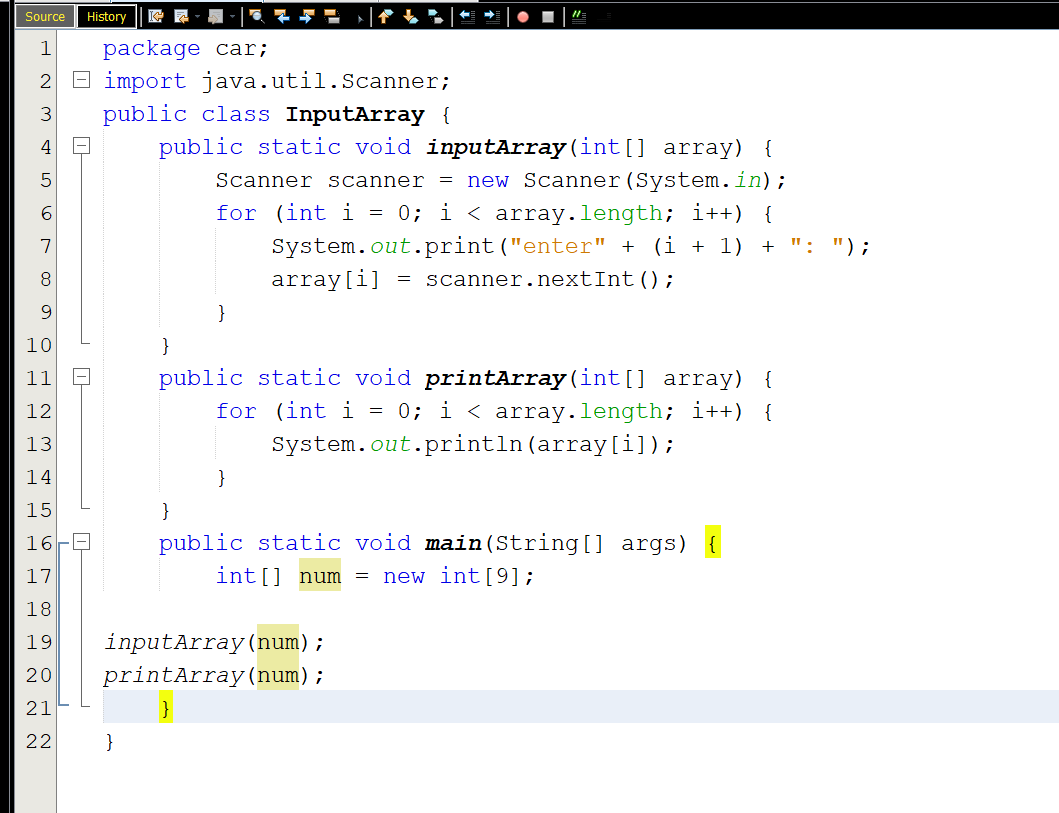 Source History
1 package car;
2 import java.util.Scanner;
3 public class InputArray {
4     public static void inputArray(int[] array) {
5         Scanner scanner = new Scanner(System.in);
6         for (int i = 0; i < array.length; i++) {
7             System.out.print("enter" + (i + 1) + ": ");
8             array[i] = scanner.nextInt();
9         }
10     }
11     public static void printArray(int[] array) {
12         for (int i = 0; i < array.length; i++) {
13             System.out.println(array[i]);
14         }
15     }
16     public static void main(String[] args) {
17         int[] num = new int[9];
18
19 inputArray(num);
20 printArray(num);
21     }
22 }